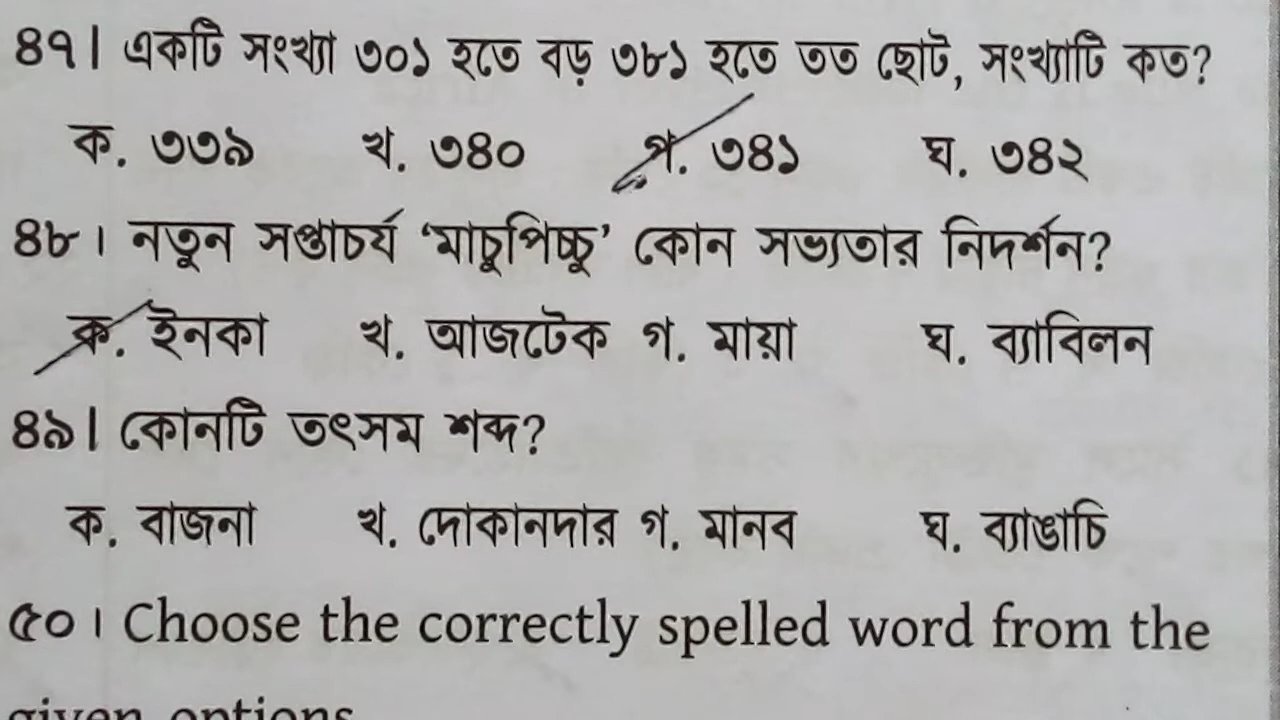 ৪৭। একটি সংখ্যা ৩০১ হতে বড় ৩৮১ হতে তত ছোট, সংখ্যাটি কত?
ক. ৩৩৯ খ. ৩৪০ গ. ৩৪১ ঘ. ৩৪২
৪৮। নতুন সপ্তাচর্য ‘মাচুপিচ্চু’ কোন সভ্যতার নিদর্শন?
ক. ইনকা খ. আজটেক গ. মায়া ঘ. ব্যাবিলন
৪৯। কোনটি তৎসম শব্দ?
ক. বাজনা খ. দোকানদার গ. মানব ঘ. ব্যাঙাচি
৫০। Choose the correctly spelled word from the
given options